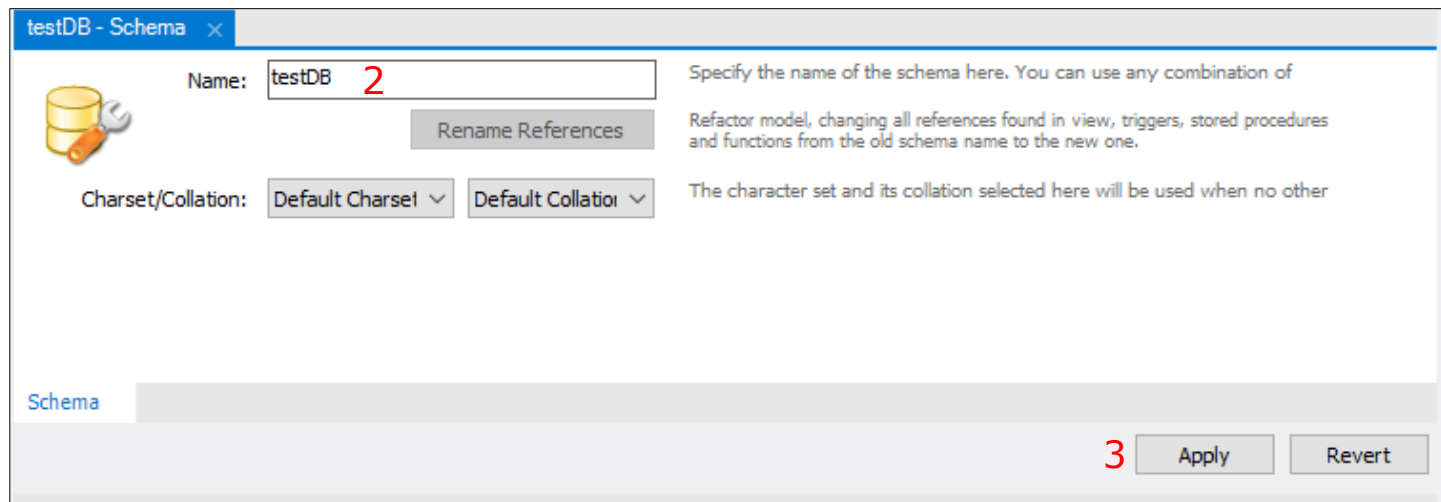 testDB - Schema
Name: testDB 2 Specify the name of the schema here. You can use any combination of
Rename References Refactor model, changing all references found in view, triggers, stored procedures
and functions from the old schema name to the new one.
Charset/Collation: Default Charset Default Collation The character set and its collation selected here will be used when no other
Schema
3 Apply Revert